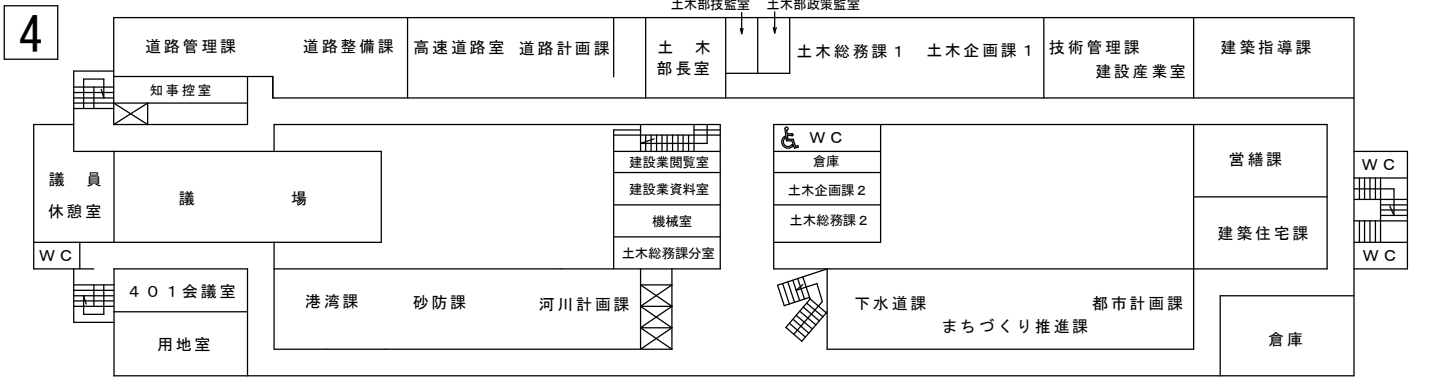 4
土木部技監室 土木部政策監室
道路管理課 道路整備課 高速道路室 道路計画課
土木
部長室
土木総務課1 土木企画課1
技術管理課
建設産業室
建築指導課
知事控室
議員
休憩室
議場
WC
401会議室
用地室
建設業閲覧室
建設業資料室
機械室
土木総務課分室
港湾課 砂防課 河川計画課
WC
倉庫
土木企画課2
土木総務課2
営繕課
建築住宅課
WC
WC
下水道課 都市計画課
まちづくり推進課
倉庫